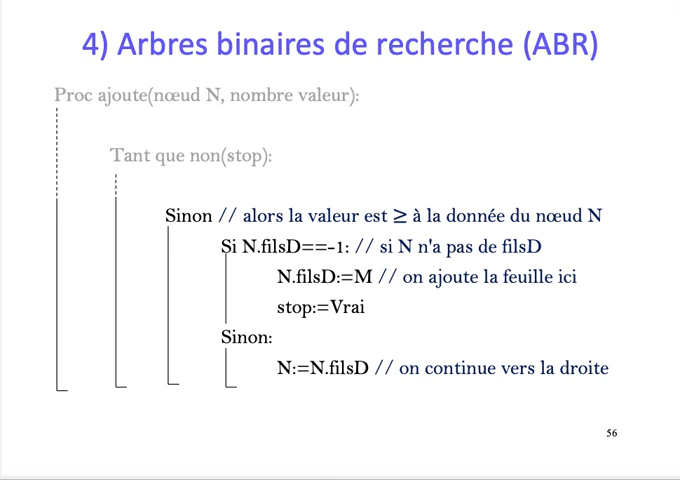 4) Arbres binaires de recherche (ABR)
Proc ajoute(nœud N, nombre valeur):
Tant que non(stop):
Sinon // alors la valeur est ≥ à la donnée du nœud N
Si N.filsD==-1: // si N n'a pas de filsD
N.filsD:=M // on ajoute la feuille ici
stop:=Vrai
Sinon:
N:=N.filsD // on continue vers la droite
56